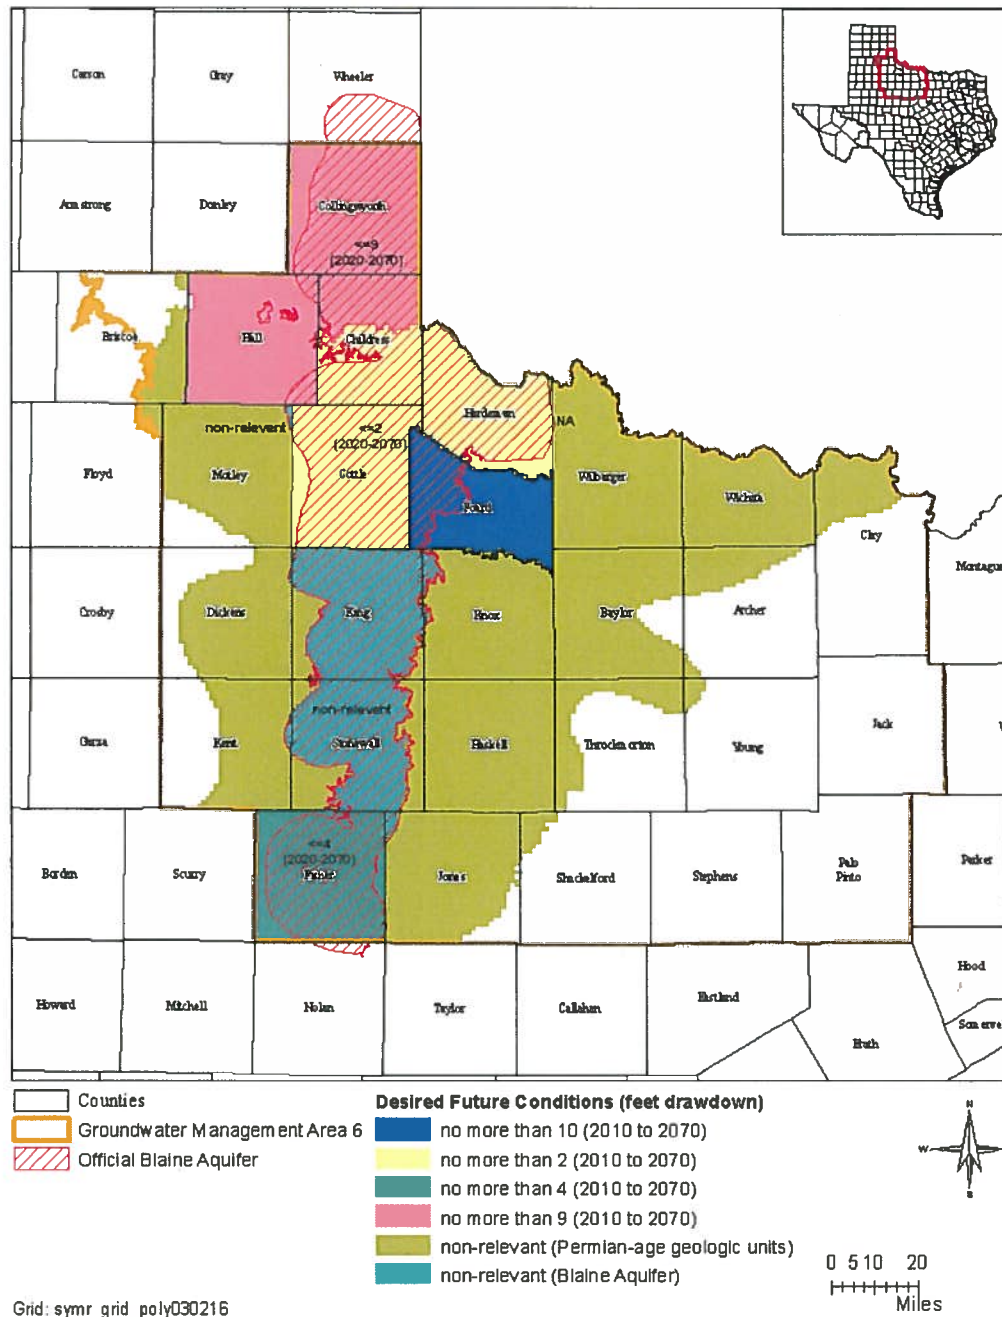 Carson
Gray
Wheeler
Armstrong
Donley
Collingsworth
<=9
(2020-2070)
Briscoe
Hall
Childress
Hardeman
non-relevant
<=2
(2020-2070)
NA
Floyd
Motley
Cottle
Foard
Wilbarger
Wichita
Clay
Montague
Crosby
Dickens
King
Knox
Baylor
Archer
non-relevant
Garza
Kent
Stonewall
Haskell
Throckmorton
Young
Jack
<=4
(2020-2070)
Borden
Scurry
Fisher
Jones
Shackelford
Stephens
Palo
Pinto
Parker
Howard
Mitchell
Nolan
Taylor
Callahan
Eastland
Erath
Hood
Somerve
Counties
Groundwater Management Area 6
Official Blaine Aquifer
Desired Future Conditions (feet drawdown)
no more than 10 (2010 to 2070)
no more than 2 (2010 to 2070)
no more than 4 (2010 to 2070)
no more than 9 (2010 to 2070)
non-relevant (Permian-age geologic units)
non-relevant (Blaine Aquifer)
N
W
E
S
0 5 10 20
Miles
Grid: symr_grid_poly030216